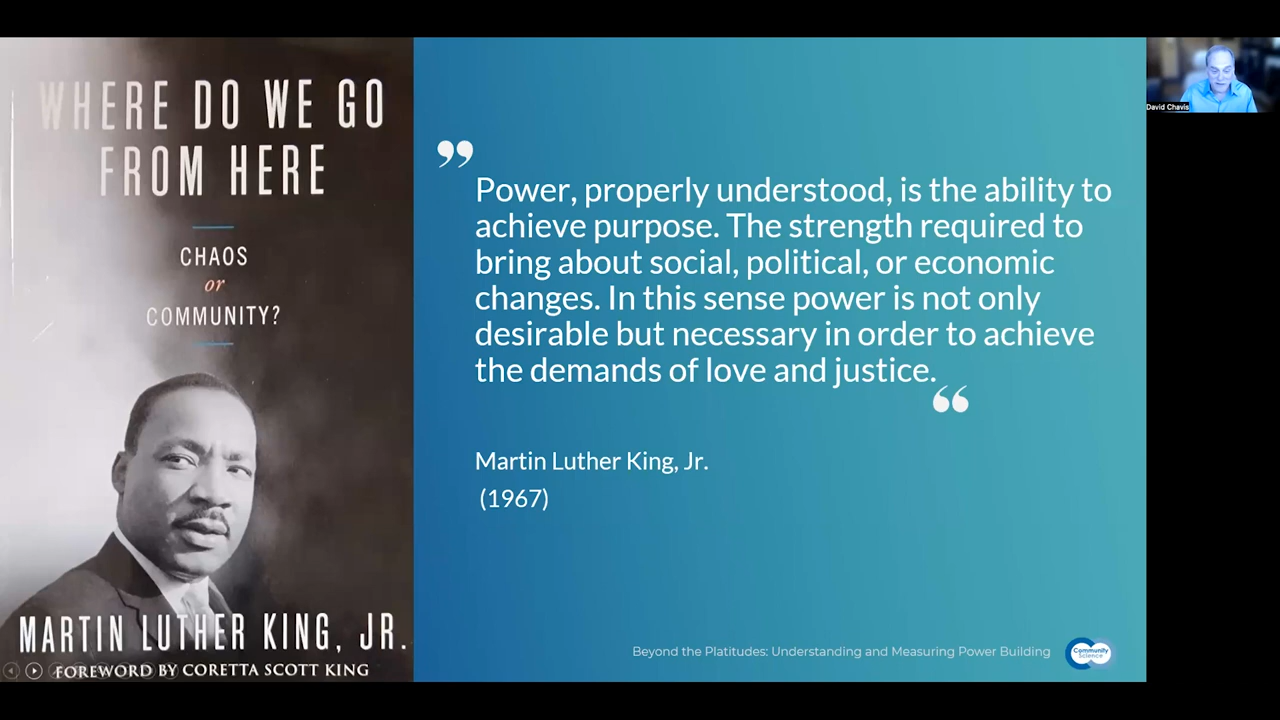 WHERE DO WE GO
FROM HERE
CHAOS
or
COMMUNITY?
MARTIN LUTHER KING, JR.
FOREWORD BY CORETTA SCOTT KING
”
Power, properly understood, is the ability to
achieve purpose. The strength required to
bring about social, political, or economic
changes. In this sense power is not only
desirable but necessary in order to achieve
the demands of love and justice.
“
Martin Luther King, Jr.
(1967)
Beyond the Platitudes: Understanding and Measuring Power Building
Community
Science
David Chavis